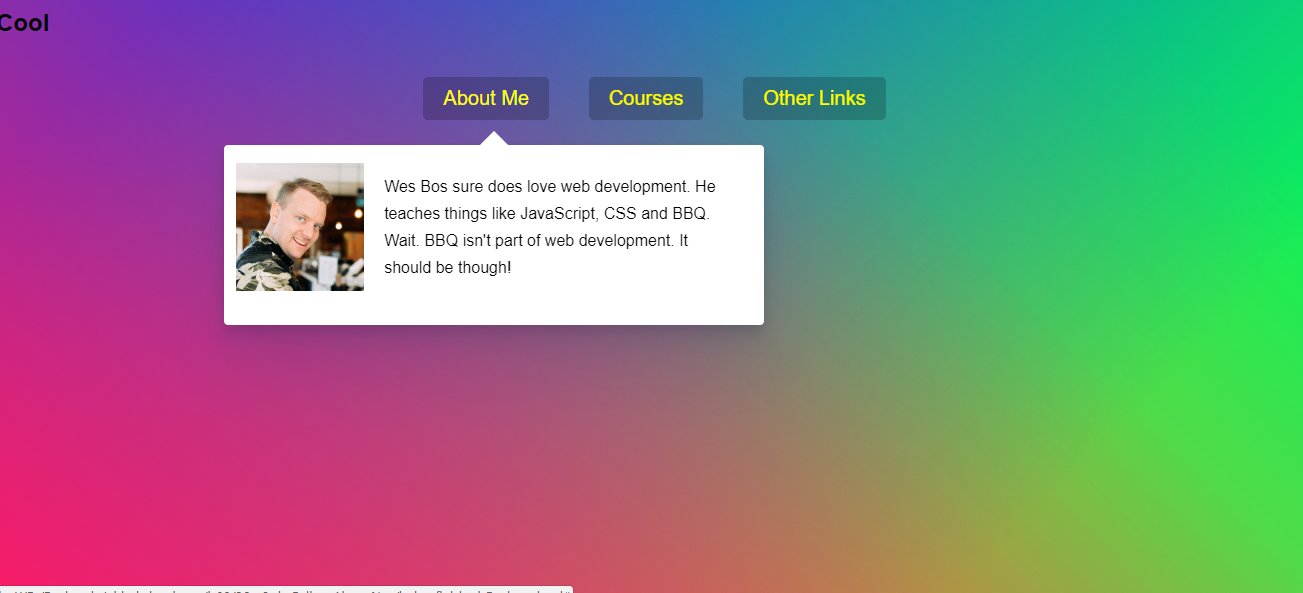 Cool
About Me
Courses
Other Links
Wes Bos sure does love web development. He
teaches things like JavaScript, CSS and BBQ.
Wait. BBQ isn't part of web development. It
should be though!